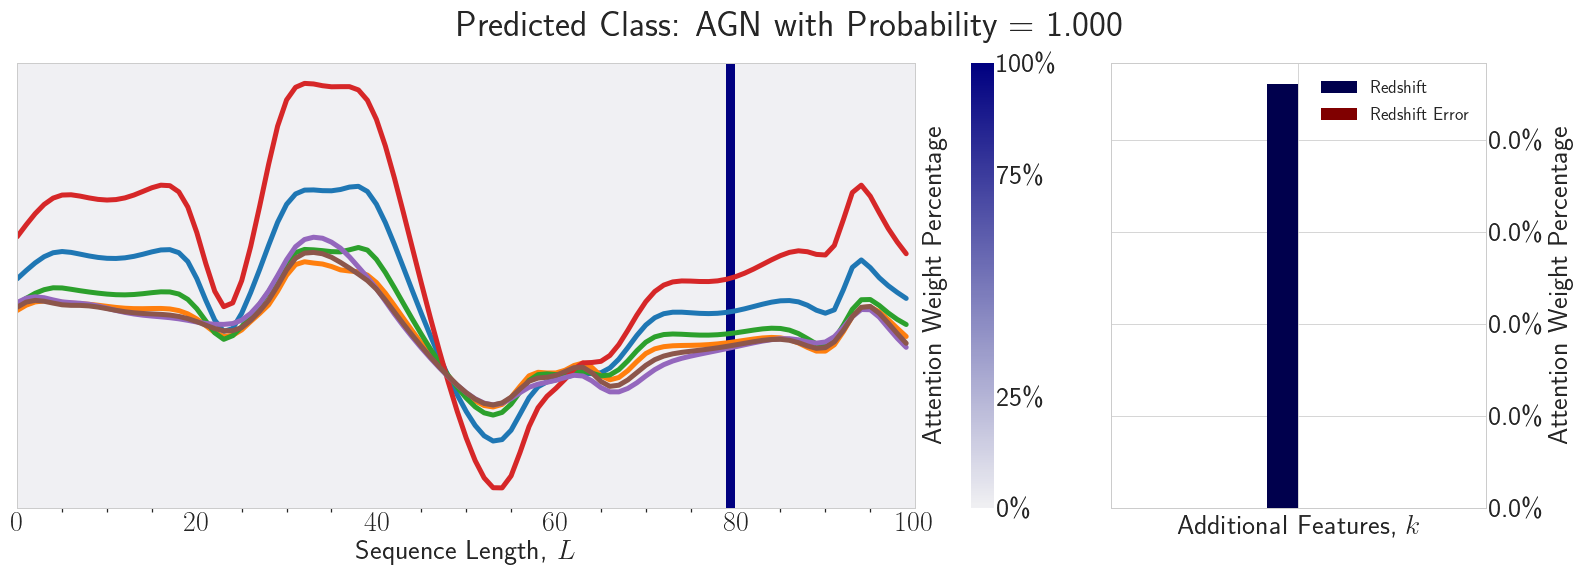 Predicted Class: AGN with Probability = 1.000
0
20
40
60
80
100
Sequence Length, L
Attention Weight Percentage
100%
75%
25%
0%
Redshift
Redshift Error
Additional Features, k
0.0%
0.0%
0.0%
0.0%
0.0%
Attention Weight Percentage